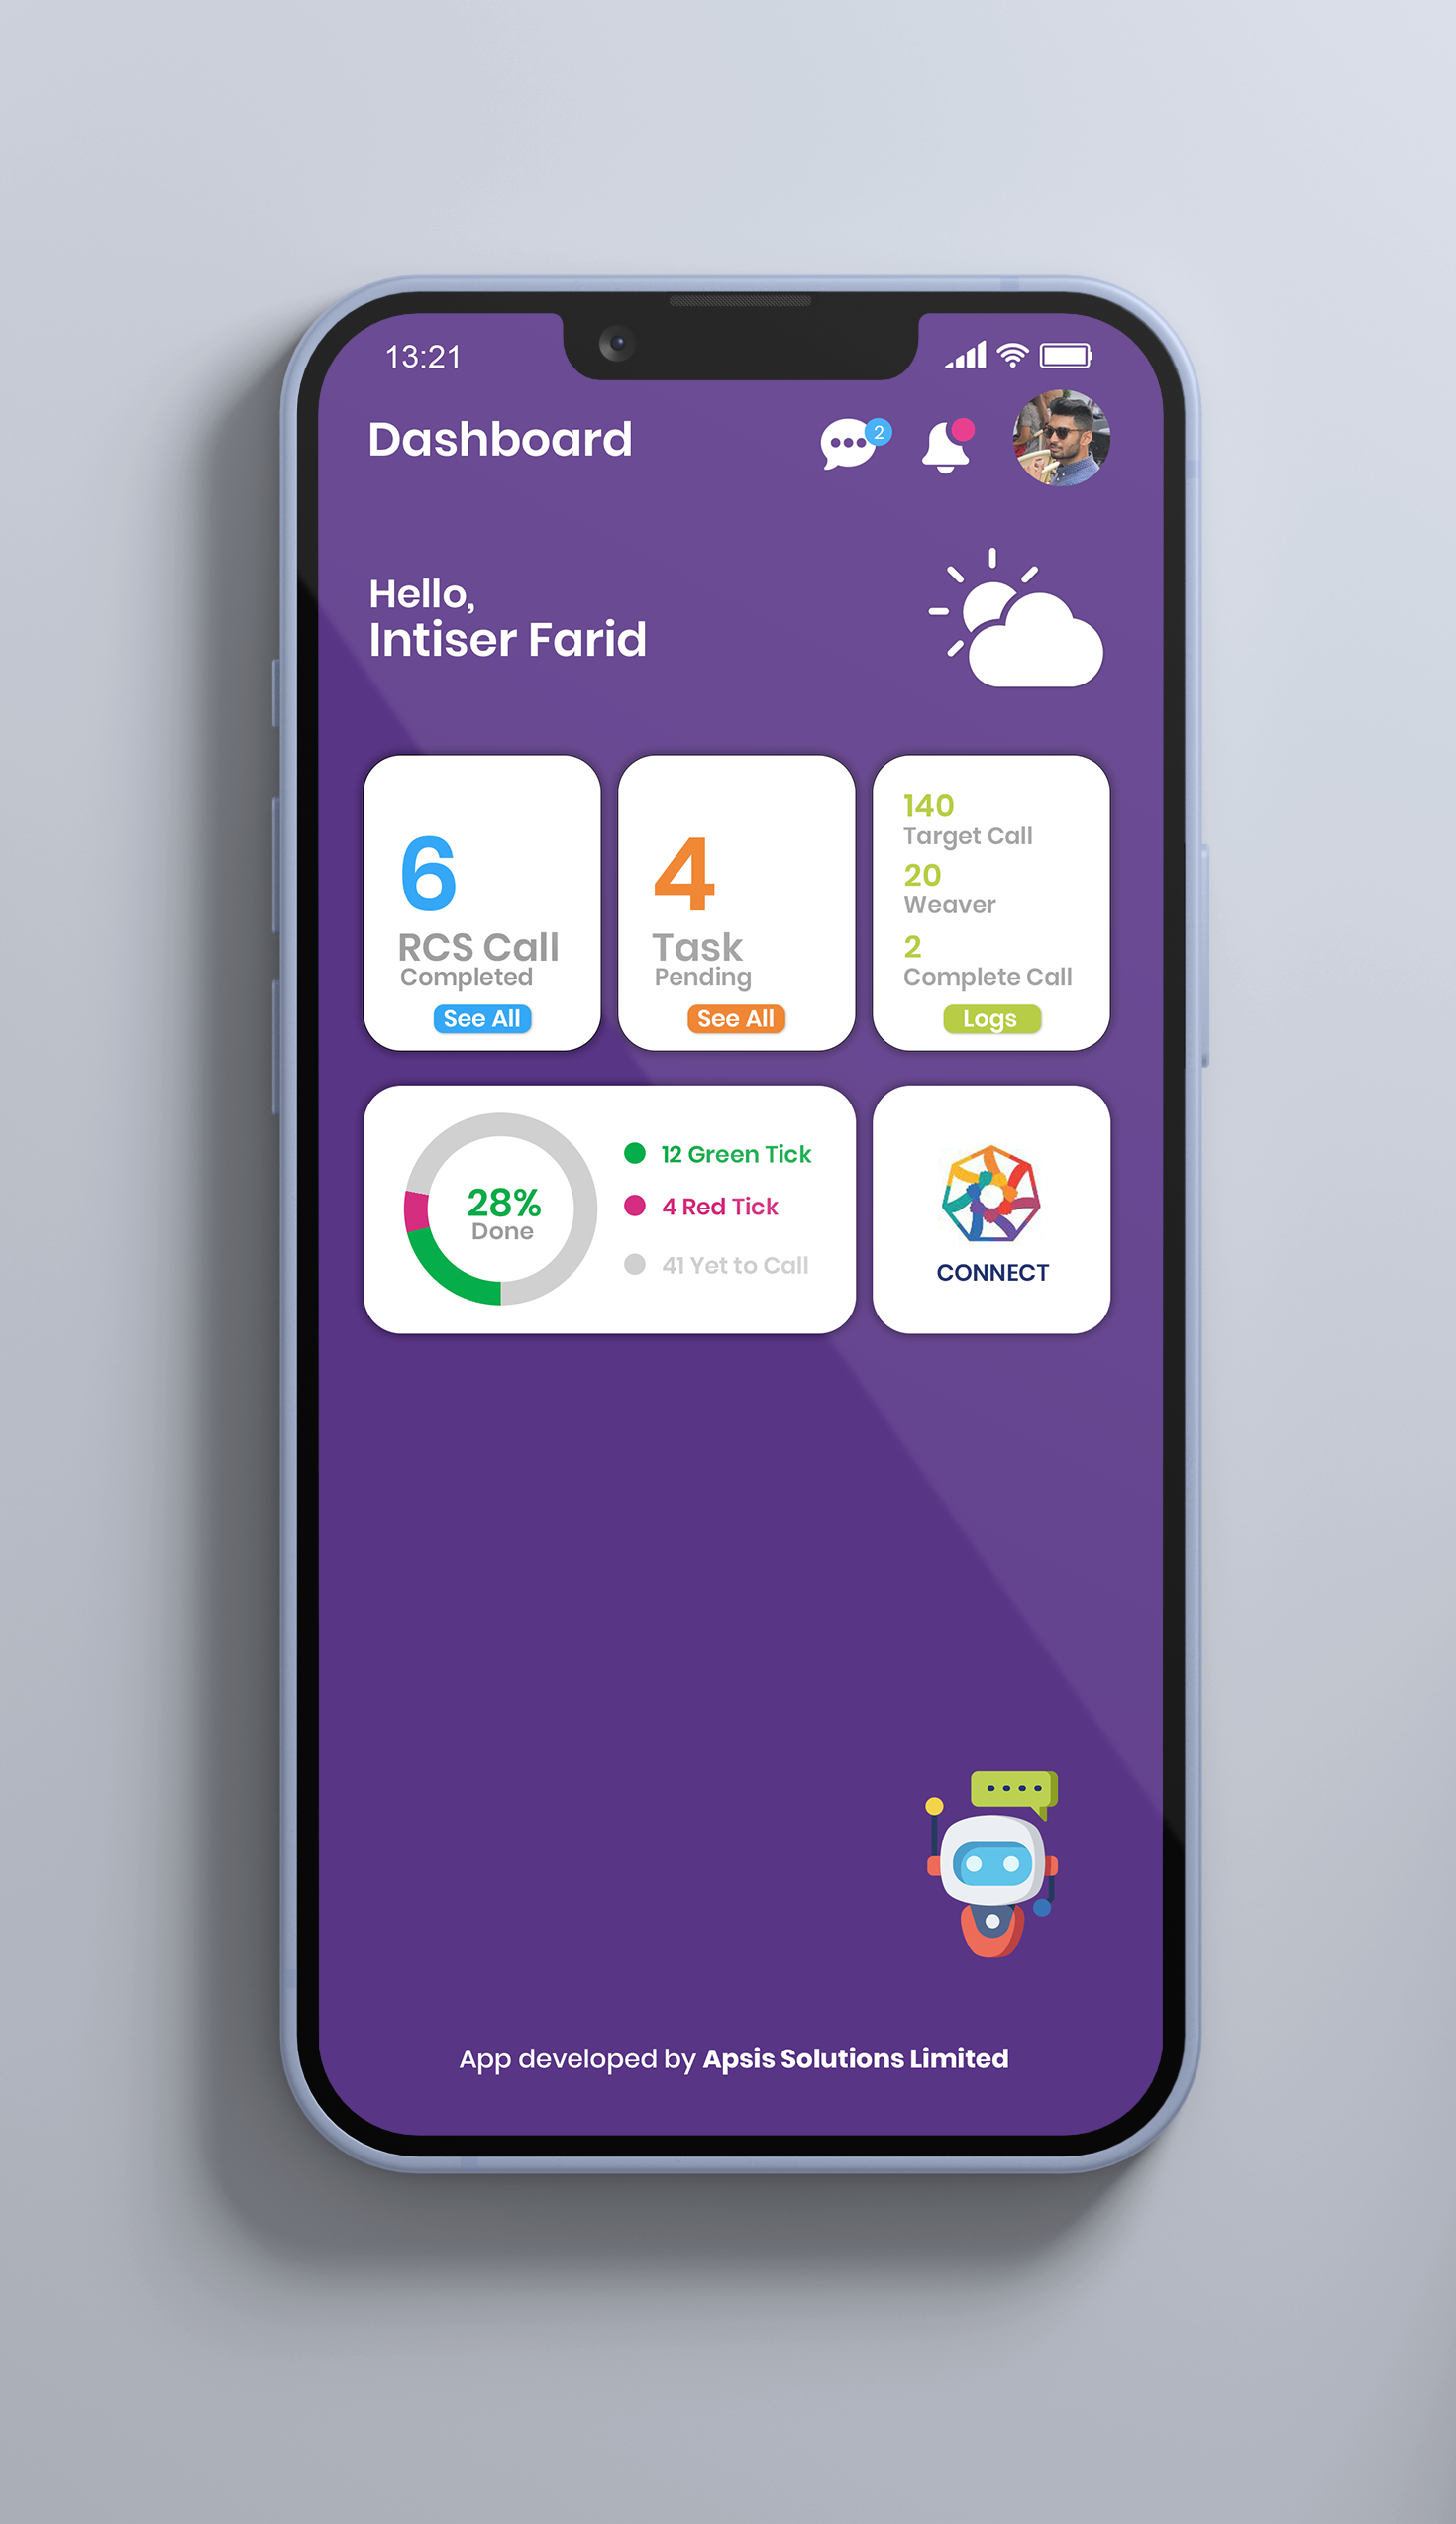 13:21
Dashboard
2
Hello,
Intiser Farid
6
RCS Call
Completed
See All
4
Task
Pending
See All
140
Target Call
20
Weaver
2
Complete Call
Logs
28%
Done
12 Green Tick
4 Red Tick
41 Yet to Call
CONNECT
App developed by Apsis Solutions Limited